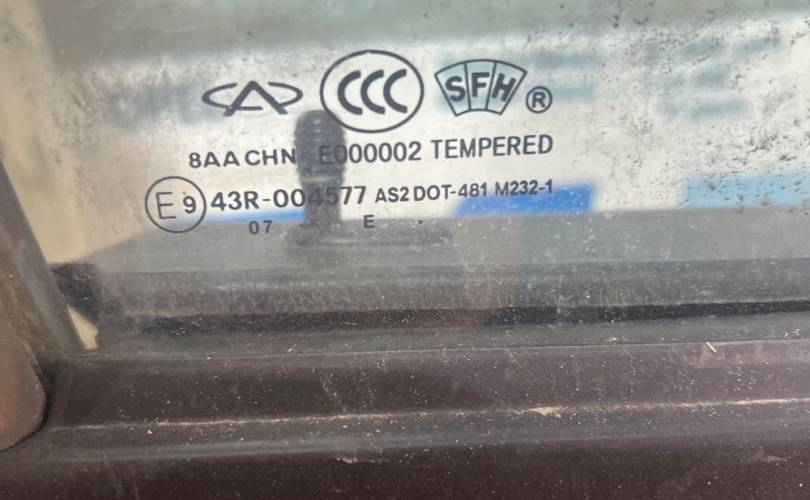 CCC SFH ®
8AA CHN E000002 TEMPERED
E9 43R-004577 AS2 DOT-481 M232-1
07 E .